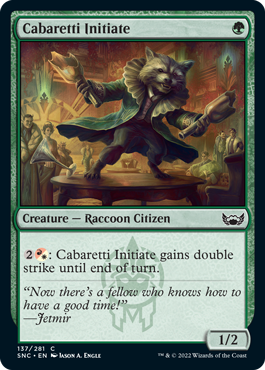 Cabaretti Initiate
Creature — Raccoon Citizen
2 : Cabaretti Initiate gains double
strike until end of turn.
“Now there’s a fellow who knows how to
have a good time!”
—Jetmir
1/2
137/281 C
SNC • EN Jason A. Engle
™ & © 2022 Wizards of the Coast